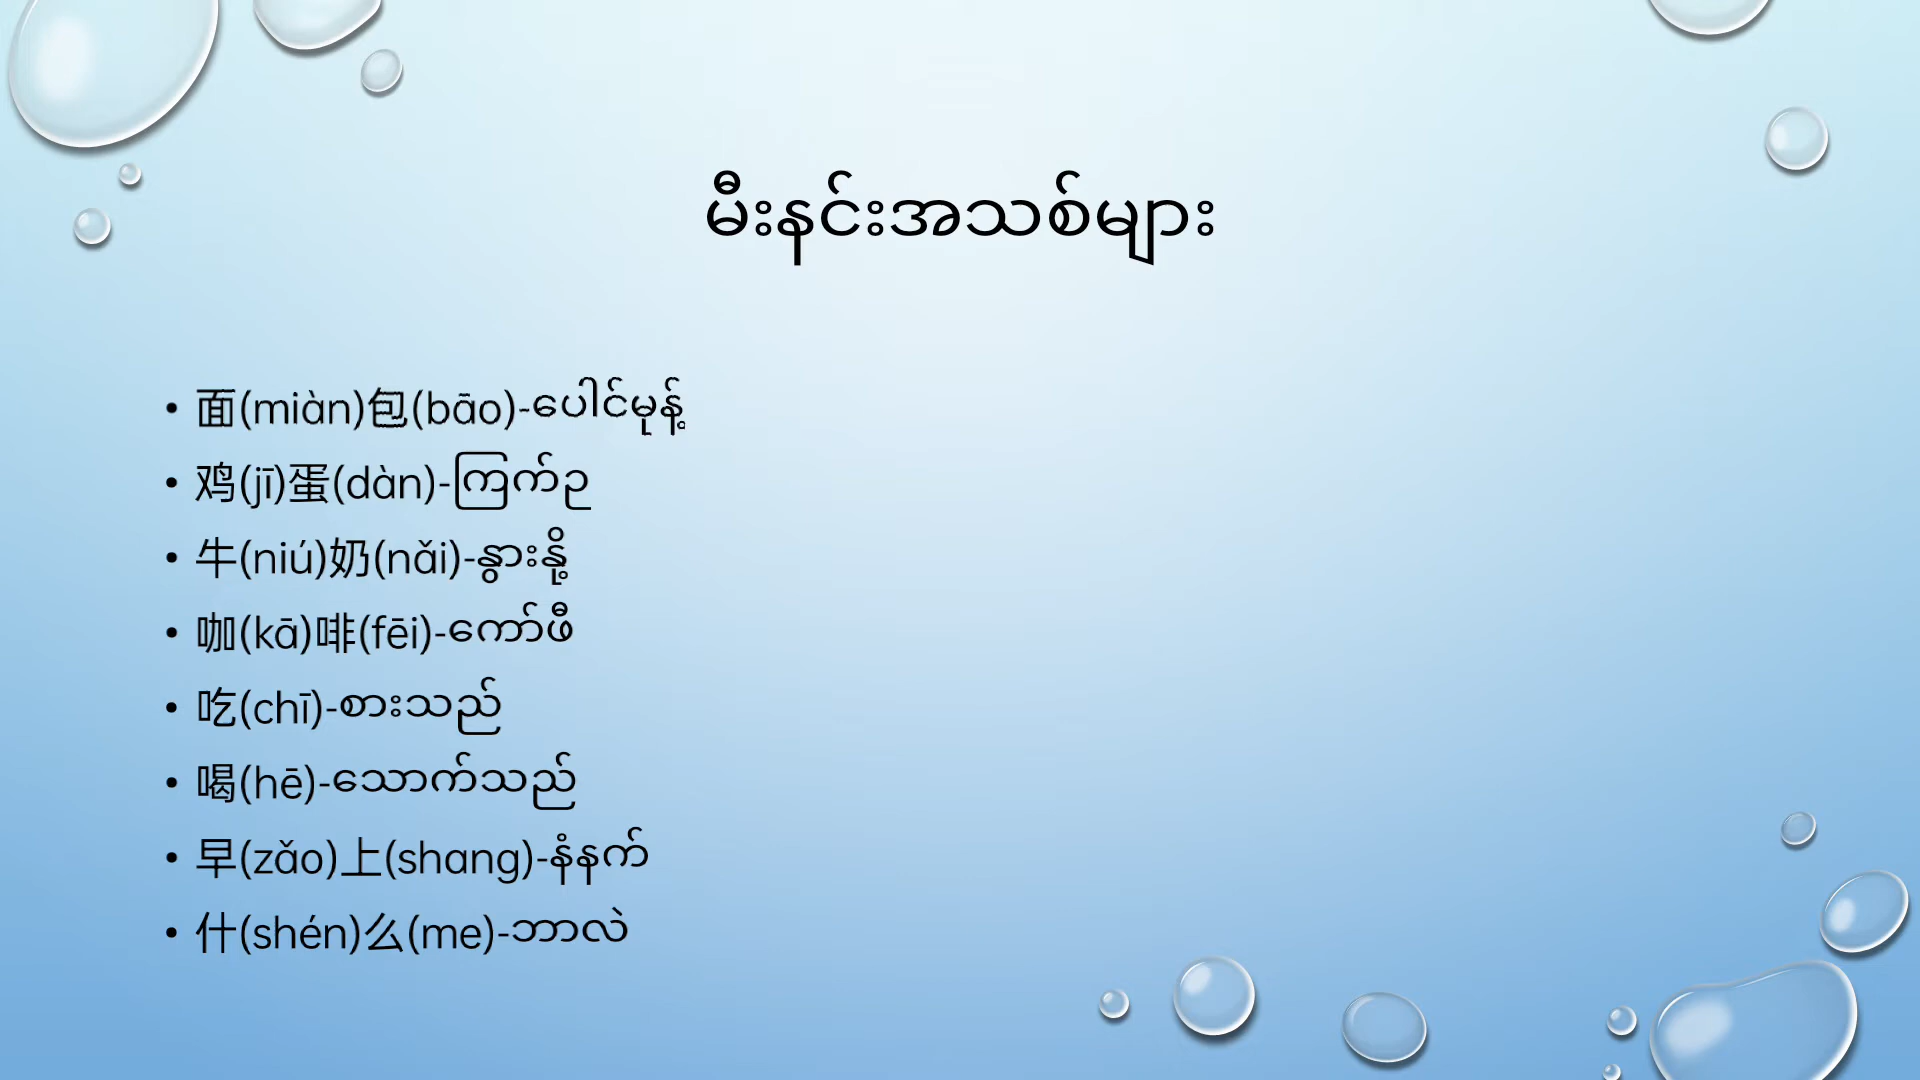 မီးနင်းအသစ်များ
• 面(miàn)包(bāo)-ပေါင်မုန့်
• 鸡(jī)蛋(dàn)-ကြက်ဉ
• 牛(niú)奶(nǎi)-နွားနို့
• 咖(kā)啡(fēi)-ကော်ဖီ
• 吃(chī)-စားသည်
• 喝(hē)-သောက်သည်
• 早(zǎo)上(shang)-နံနက်
• 什(shén)么(me)-ဘာလဲ